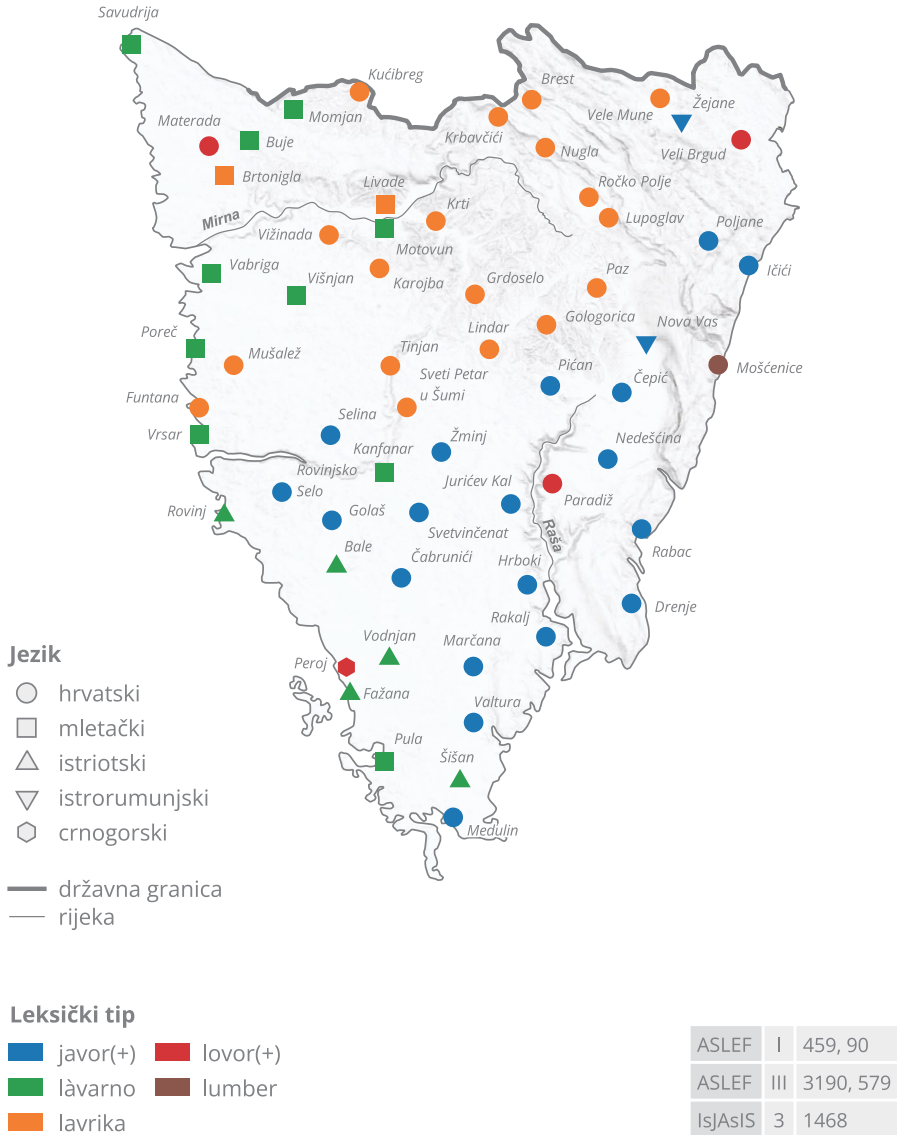 Savudrija
Kućibreg
Brest
Momjan
Vele Mune
Žejane
Materada
Buje
Krbavčići
Nugla
Veli Brgud
Brtonigla
Livade
Ročko Polje
Mirna
Krti
Lupoglav
Poljane
Vižinada
Motovun
Vabriga
Višnjan
Karojba
Grdoselo
Paz
Ičići
Poreč
Lindar
Gologorica
Nova Vas
Mušalež
Tinjan
Pićan
Mošćenice
Funtana
Sveti Petar
u Šumi
Čepić
Vrsar
Selina
Žminj
Nedešćina
Kanfanar
Rovinjsko
Selo
Jurićev Kal
Paradiž
Rovinj
Golaš
Svetvinčenat
Raša
Rabac
Bale
Čabrunići
Hrboki
Drenje
Rakalj
Vodnjan
Marčana
Peroj
Fažana
Valtura
Pula
Šišan
Medulin
Jezik
hrvatski
mletački
istriotski
istrorumunjski
crnogorski
državna granica
rijeka
Leksički tip
javor(+) lovor(+)
làvarno lumber
lavrika
ASLEF I 459, 90
ASLEF III 3190, 579
IsJAsIS 3 1468